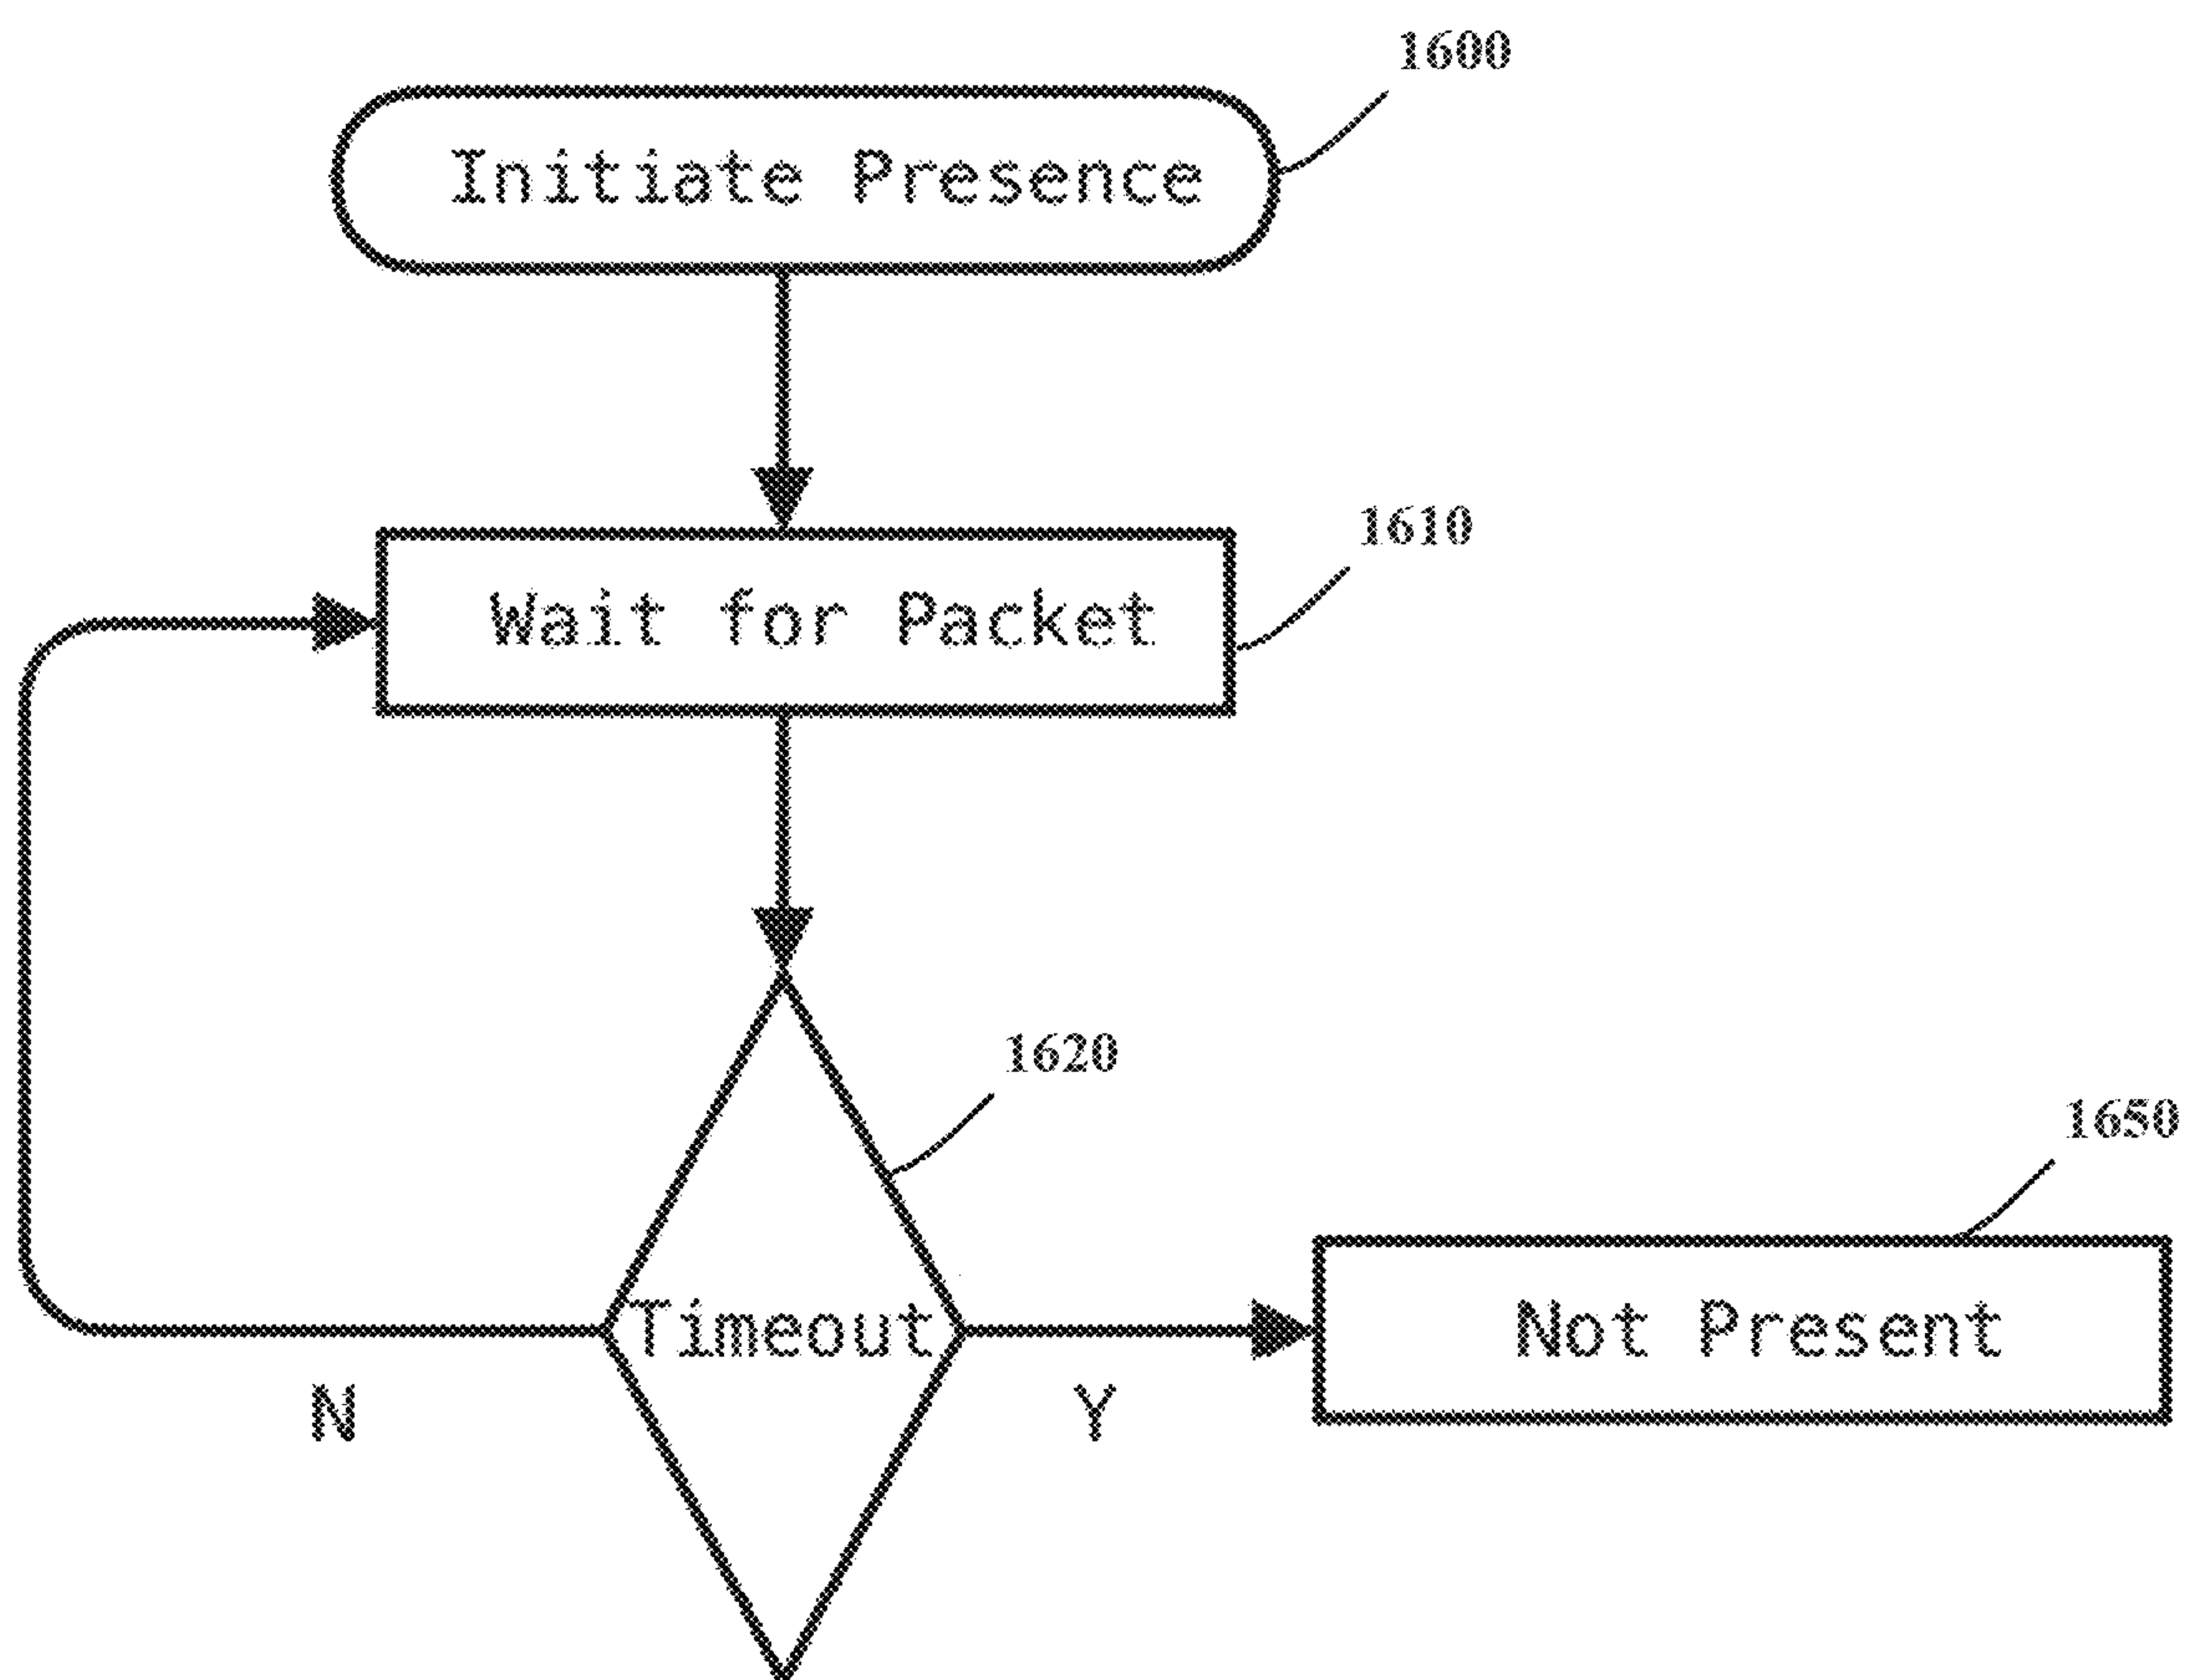 1600
Initiate Presence
1610
Wait for Packet
1620
1650
Timeout
Not Present
N
Y